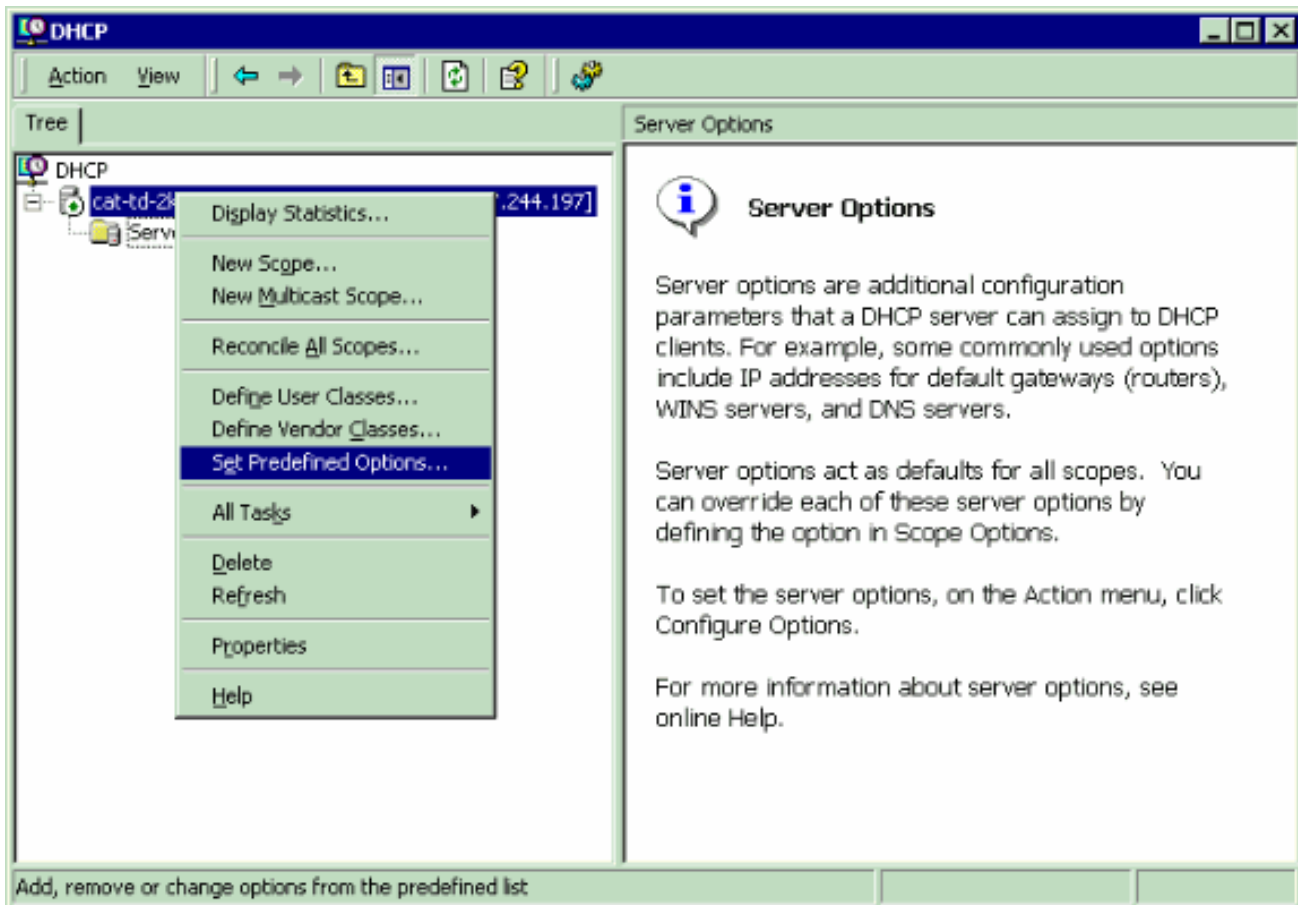 DHCP
Action View
Tree
Server Options
DHCP
cat-td-2k
.244.197]
Serv
Display Statistics...
New Scope...
New Multicast Scope...
Reconcile All Scopes...
Define User Classes...
Define Vendor Classes...
Set Predefined Options...
All Tasks
Delete
Refresh
Properties
Help
Server Options
Server options are additional configuration
parameters that a DHCP server can assign to DHCP
clients. For example, some commonly used options
include IP addresses for default gateways (routers),
WINS servers, and DNS servers.
Server options act as defaults for all scopes. You
can override each of these server options by
defining the option in Scope Options.
To set the server options, on the Action menu, click
Configure Options.
For more information about server options, see
online Help.
Add, remove or change options from the predefined list